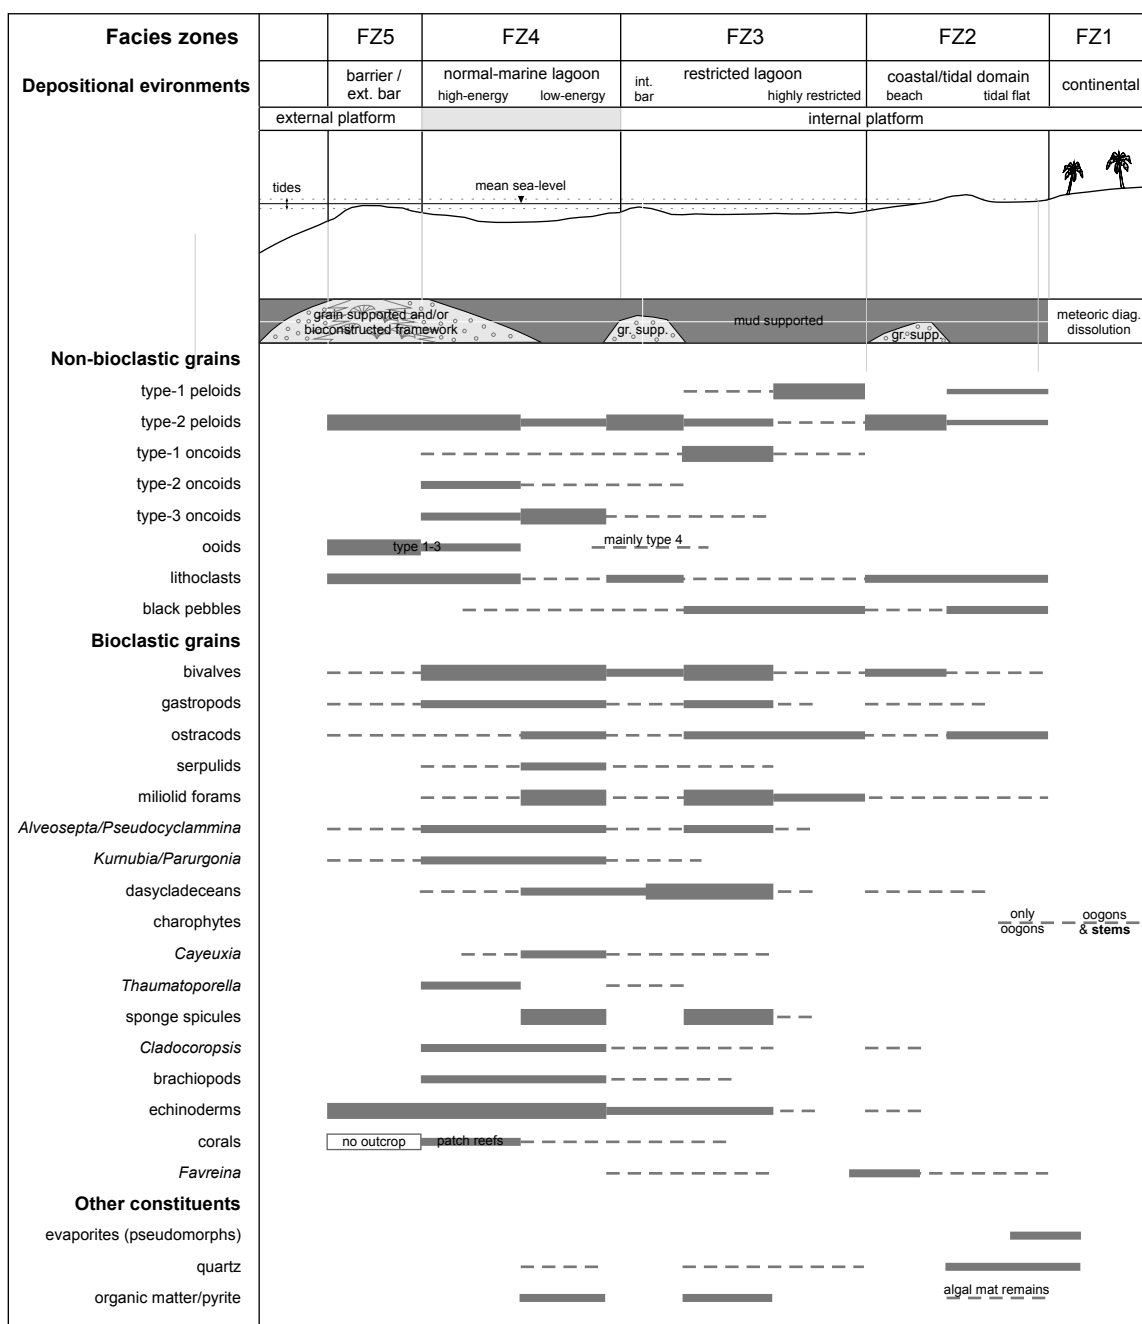 Facies zones FZ5 FZ4 FZ3 FZ2 FZ1
Depositional evironments
barrier / ext. bar
normal-marine lagoon
high-energy low-energy
int. bar
restricted lagoon
highly restricted
coastal/tidal domain
beach tidal flat
continental
external platform internal platform
tides mean sea-level
grain supported and/or
bioconstructed framework
gr. supp.
mud supported
gr. supp.
meteoric diag.
dissolution
Non-bioclastic grains
type-1 peloids
type-2 peloids
type-1 oncoids
type-2 oncoids
type-3 oncoids
ooids type 1-3 mainly type 4
lithoclasts
black pebbles
Bioclastic grains
bivalves
gastropods
ostracods
serpulids
miliolid forams
Alveosepta/Pseudocyclammina
Kurnubia/Parurgonia
dasycladeceans
charophytes
only
oogons
oogons
& stems
Cayeuxia
Thaumatoporella
sponge spicules
Cladocoropsis
brachiopods
echinoderms
corals no outcrop patch reefs
Favreina
Other constituents
evaporites (pseudomorphs)
quartz
organic matter/pyrite algal mat remains